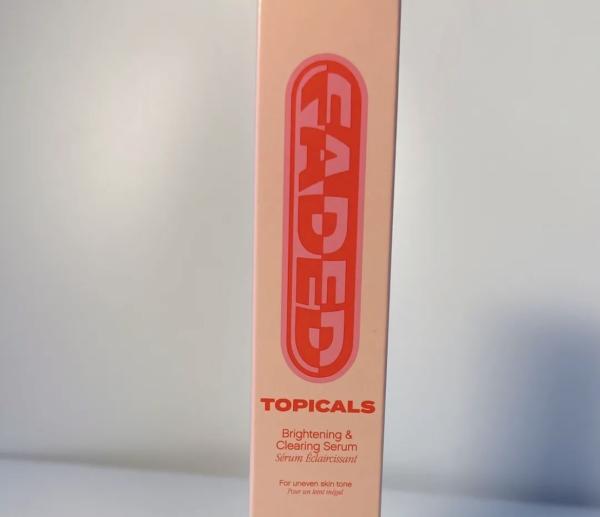 FADED
TOPICALS
Brightening &
Clearing Serum
Sérum Éclaircissant
For uneven skin tone
Pour un teint inégal